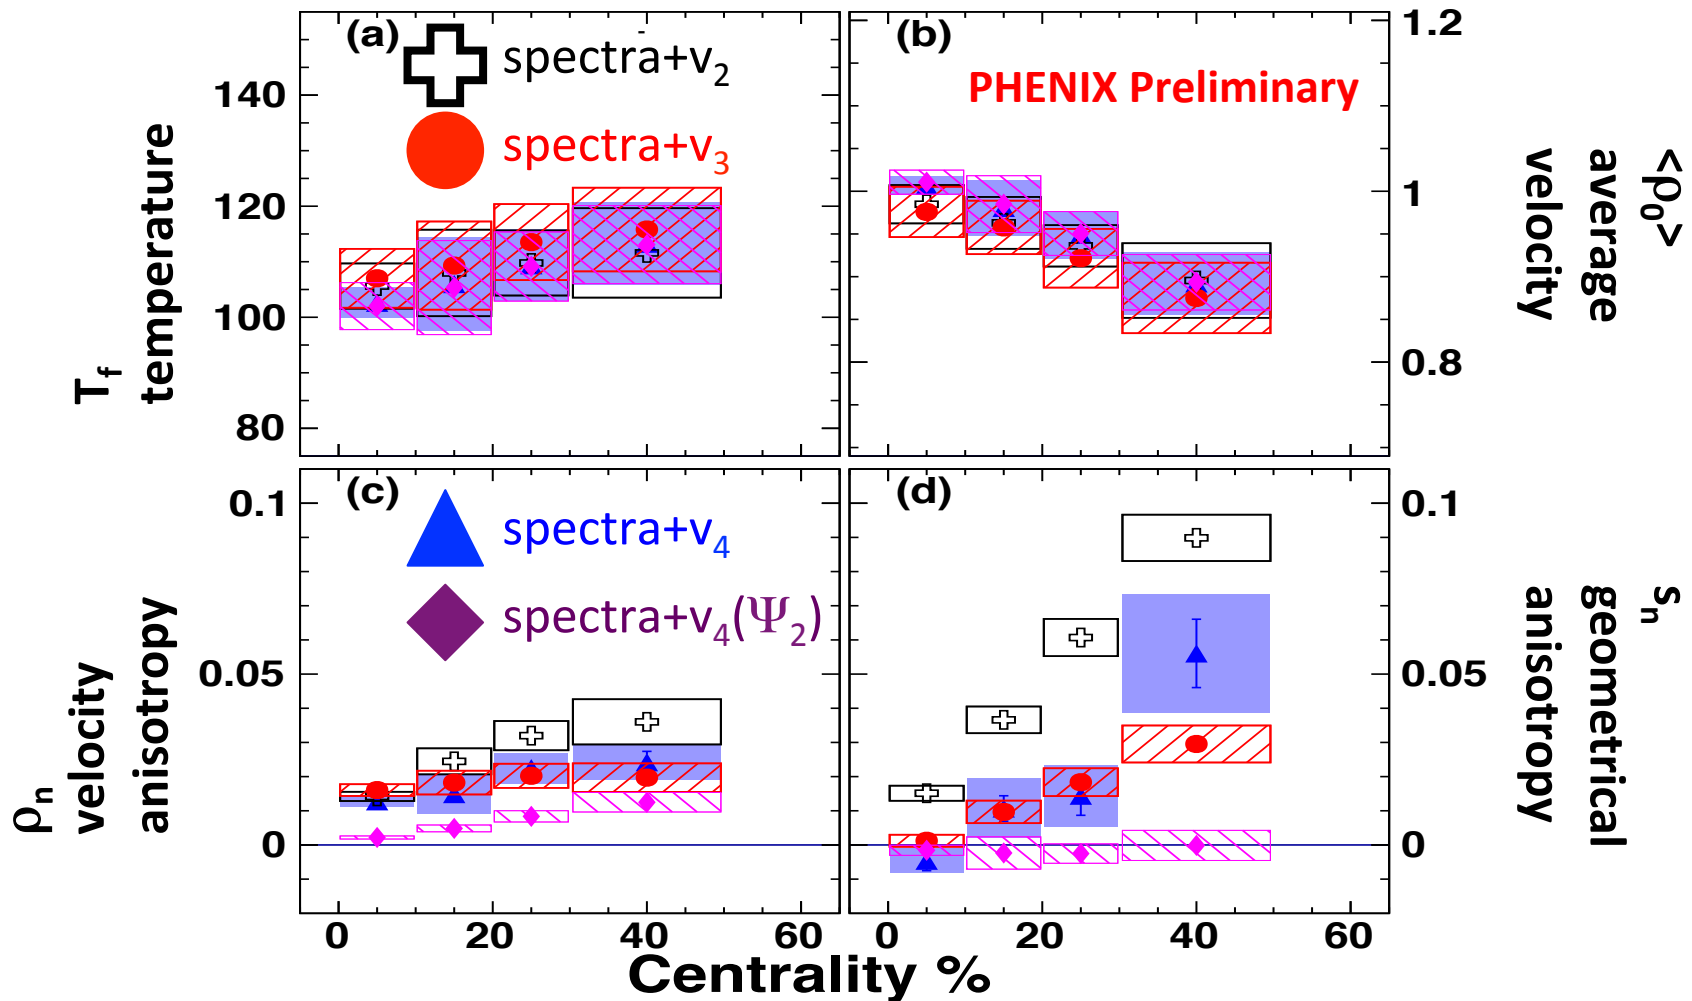 (a)
spectra+v2
spectra+v3
140
120
100
80
Tf
temperature
(b)
PHENIX Preliminary
1.2
1
0.8
<ρ0>
average
velocity
(c)
spectra+v4
spectra+v4(Ψ2)
0.1
0.05
0
ρn
velocity
anisotropy
(d)
0.1
0.05
0
sn
geometrical
anisotropy
0 20 40 60
0 20 40 60
Centrality %